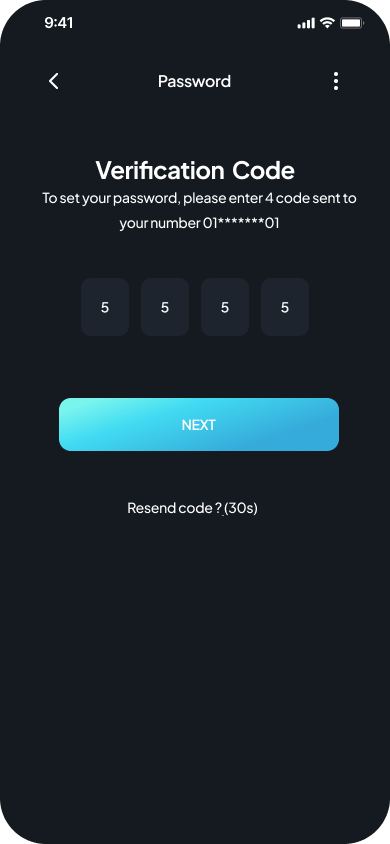 9:41
Password
Verification Code
To set your password, please enter 4 code sent to
your number 01*******01
5 5 5 5
NEXT
Resend code ? (30s)